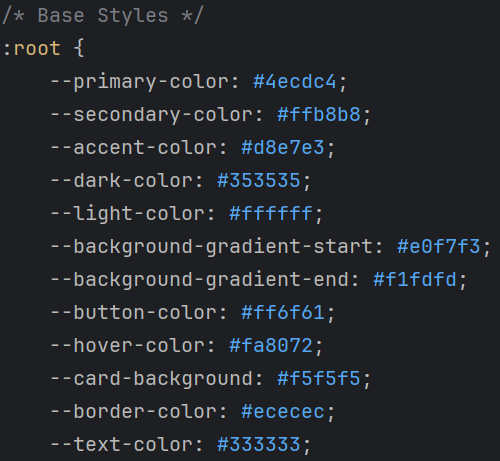 /* Base Styles */
:root {
    --primary-color: #4ecdc4;
    --secondary-color: #ffb8b8;
    --accent-color: #d8e7e3;
    --dark-color: #353535;
    --light-color: #ffffff;
    --background-gradient-start: #e0f7f3;
    --background-gradient-end: #f1fdfd;
    --button-color: #ff6f61;
    --hover-color: #fa8072;
    --card-background: #f5f5f5;
    --border-color: #ececec;
    --text-color: #333333;